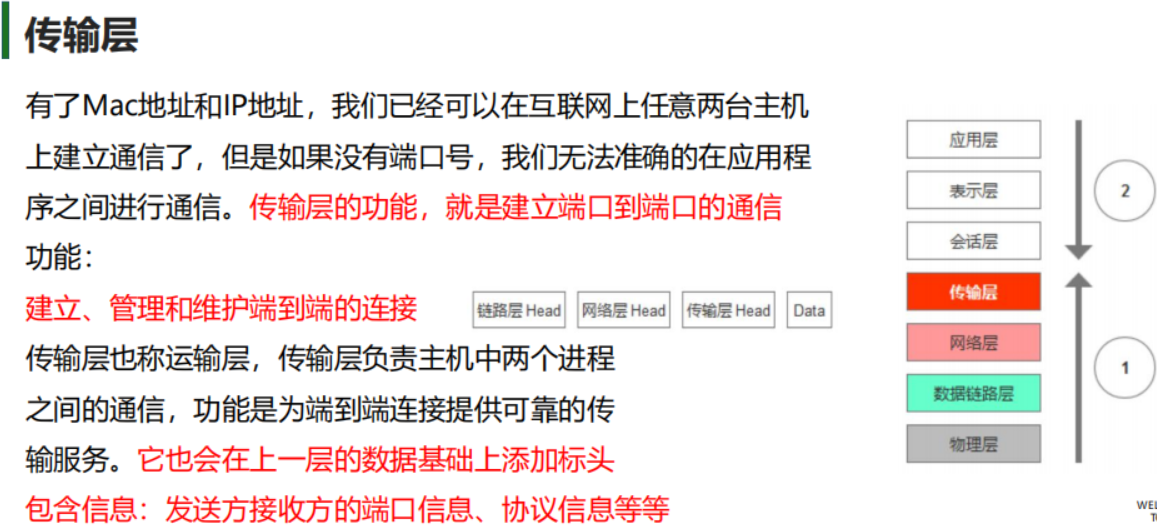 传输层
有了Mac地址和IP地址，我们已经可以在互联网上任意两台主机
上建立通信了，但是如果没有端口号，我们无法准确的在应用程
序之间进行通信。传输层的功能，就是建立端口到端口的通信
功能：
建立、管理和维护端到端的连接
链路层 Head 网络层 Head 传输层 Head Data
传输层也称运输层，传输层负责主机中两个进程
之间的通信，功能是为端到端连接提供可靠的传
输服务。它也会在上一层的数据基础上添加标头
包含信息：发送方接收方的端口信息、协议信息等等
应用层
表示层
会话层
传输层
网络层
数据链路层
物理层
2
1